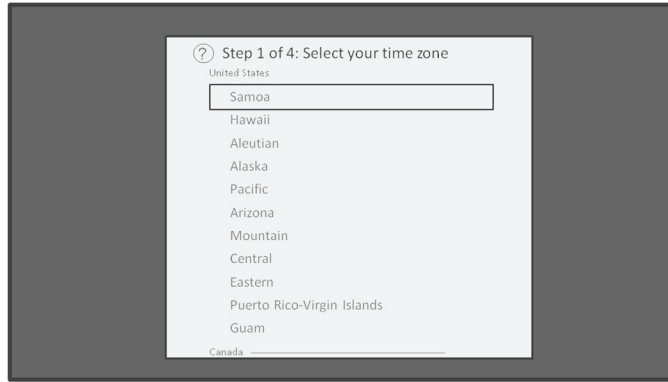 ? Step 1 of 4: Select your time zone
United States
Samoa
Hawaii
Aleutian
Alaska
Pacific
Arizona
Mountain
Central
Eastern
Puerto Rico-Virgin Islands
Guam
Canada